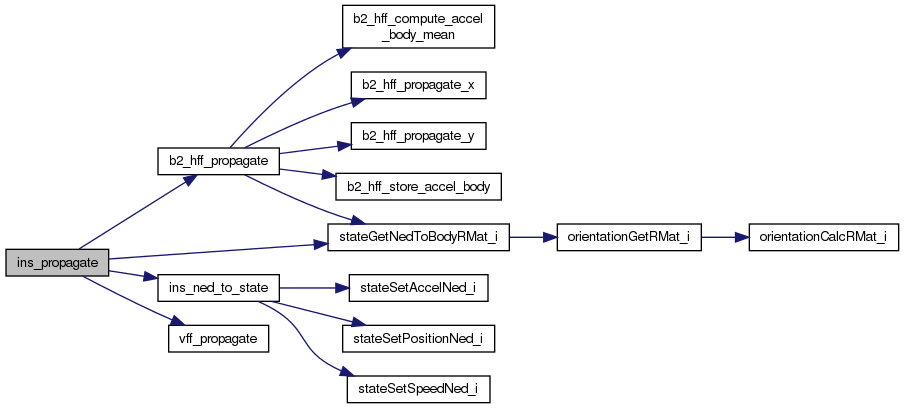 b2_hff_compute_accel
_body_mean
b2_hff_propagate_x
b2_hff_propagate_y
b2_hff_propagate
b2_hff_store_accel_body
stateGetNedToBodyRMat_i
orientationGetRMat_i
orientationCalcRMat_i
ins_propagate
ins_ned_to_state
stateSetAccelNed_i
vff_propagate
stateSetPositionNed_i
stateSetSpeedNed_i